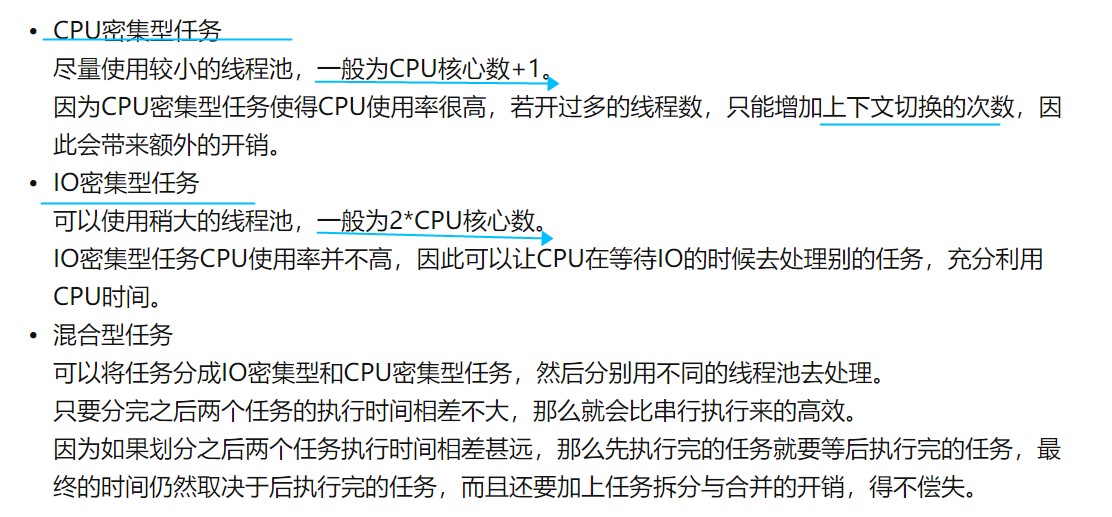 • CPU密集型任务
尽量使用较小的线程池，一般为CPU核心数+1。
因为CPU密集型任务使得CPU使用率很高，若开过多的线程数，只能增加上下文切换的次数，因
此会带来额外的开销。
• IO密集型任务
可以使用稍大的线程池，一般为2*CPU核心数。
IO密集型任务CPU使用率并不高，因此可以让CPU在等待IO的时候去处理别的任务，充分利用
CPU时间。
• 混合型任务
可以将任务分成IO密集型和CPU密集型任务，然后分别用不同的线程池去处理。
只要分完之后两个任务的执行时间相差不大，那么就会比串行执行来的高效。
因为如果划分之后两个任务执行时间相差甚远，那么先执行完的任务就要等后执行完的任务，最
终的时间仍然取决于后执行完的任务，而且还要加上任务拆分与合并的开销，得不偿失。